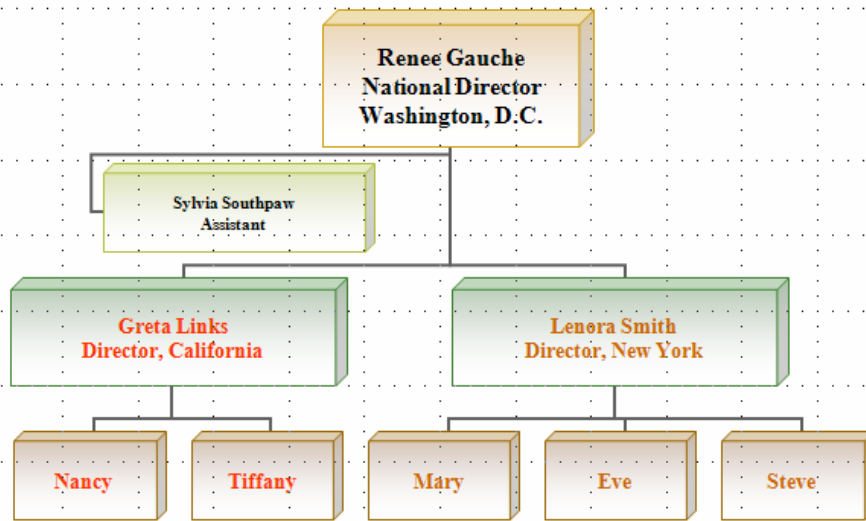 Renee Gauche
National Director
Washington, D.C.
Sylvia Southpaw
Assistant
Greta Links
Director, California
Lenora Smith
Director, New York
Nancy
Tiffany
Mary
Eve
Steve